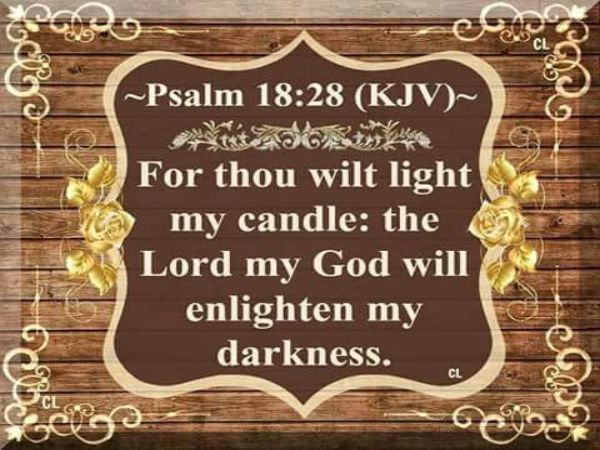 CL
~Psalm 18:28 (KJV)~
For thou wilt light
my candle: the
Lord my God will
enlighten my
darkness.
CL
CL